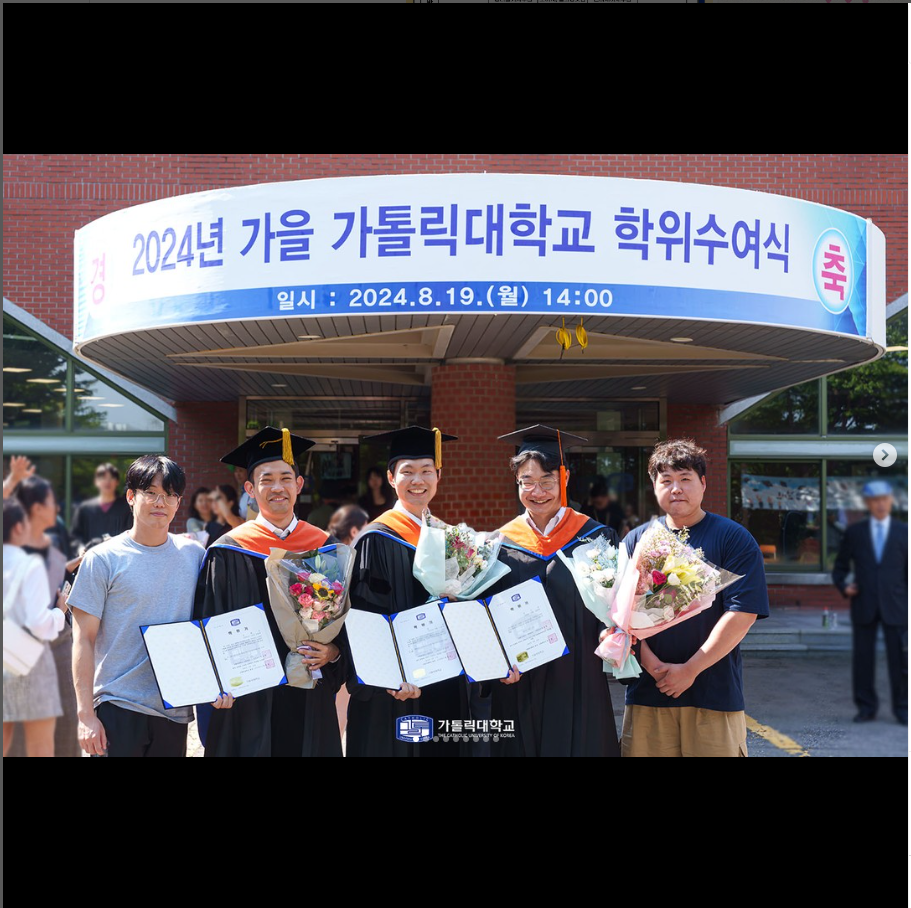 경
2024년 가을 가톨릭대학교 학위수여식
축
일시 : 2024.8.19.(월) 14:00
가톨릭대학교
THE CATHOLIC UNIVERSITY OF KOREA